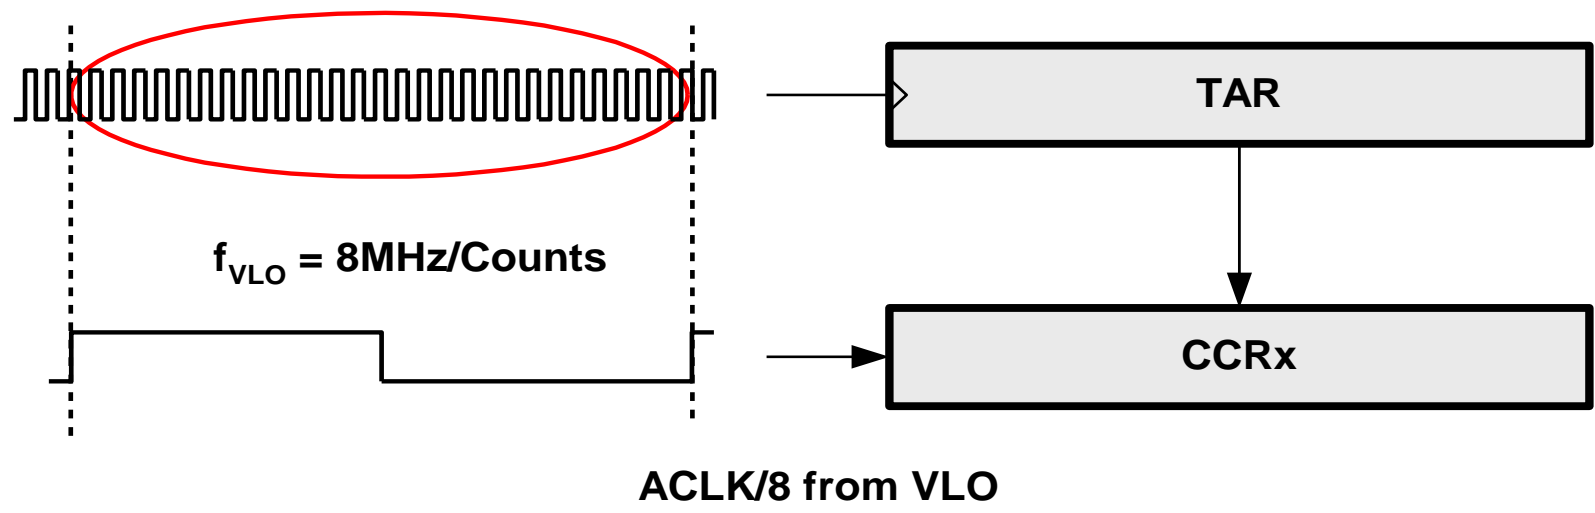 TAR
fVLO = 8MHz/Counts
CCRx
ACLK/8 from VLO